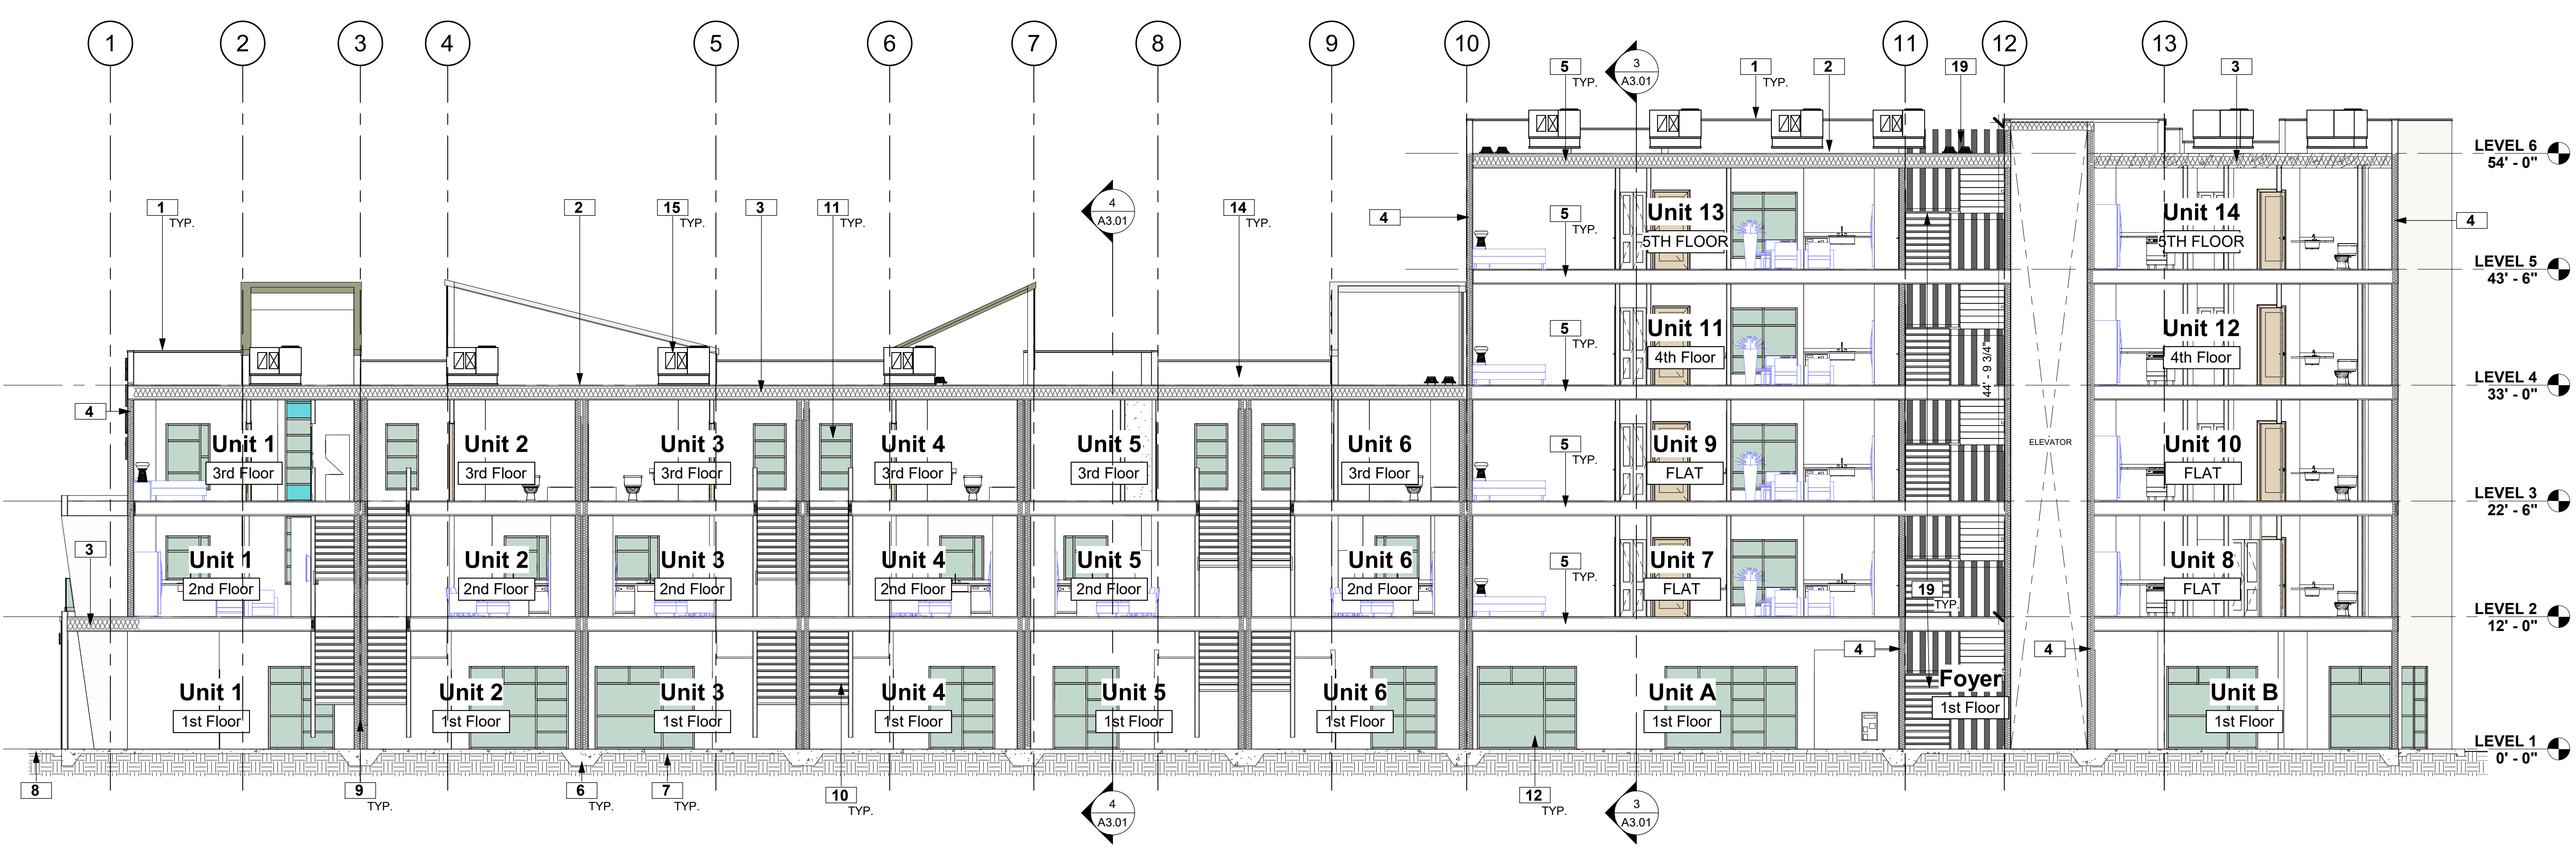 1 2 3 4 5 6 7 8 9 10 11 12 13
5 TYP. 3 A3.01 1 TYP. 2 19 3
LEVEL 6
54' - 0"
1 TYP. 2 15 TYP. 3 11 TYP. 4 A3.01 14 TYP. 4 5 TYP. 4
Unit 13
5TH FLOOR
Unit 14
5TH FLOOR
LEVEL 5
43' - 6"
5 TYP.
Unit 11
4th Floor
44' - 9 3/4"
Unit 12
4th Floor
LEVEL 4
33' - 0"
4
Unit 1
3rd Floor
Unit 2
3rd Floor
Unit 3
3rd Floor
Unit 4
3rd Floor
Unit 5
3rd Floor
Unit 6
3rd Floor
5 TYP.
Unit 9
FLAT
ELEVATOR
Unit 10
FLAT
LEVEL 3
22' - 6"
3
Unit 1
2nd Floor
Unit 2
2nd Floor
Unit 3
2nd Floor
Unit 4
2nd Floor
Unit 5
2nd Floor
Unit 6
2nd Floor
5 TYP.
Unit 7
FLAT
19 TYP.
Unit 8
FLAT
LEVEL 2
12' - 0"
4 4
Unit 1
1st Floor
Unit 2
1st Floor
Unit 3
1st Floor
Unit 4
1st Floor
Unit 5
1st Floor
Unit 6
1st Floor
Unit A
1st Floor
Foyer
1st Floor
Unit B
1st Floor
LEVEL 1
0' - 0"
8 9 TYP. 6 TYP. 7 TYP. 10 TYP. 4 A3.01 12 TYP. 3 A3.01